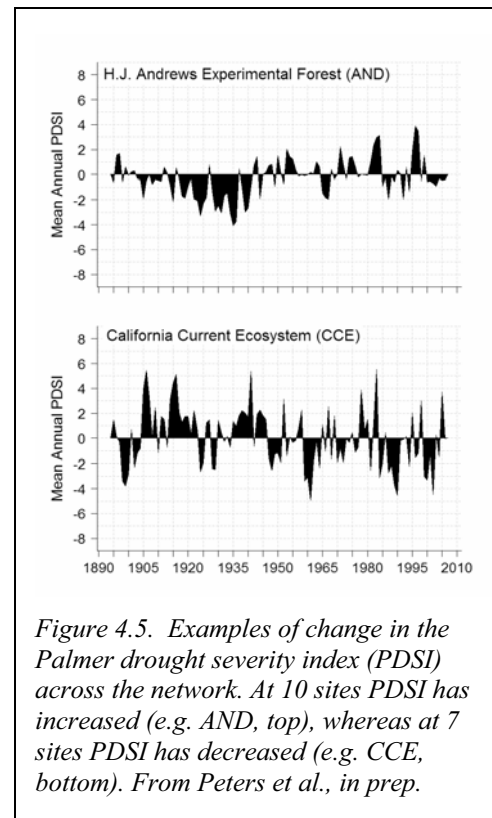 H.J. Andrews Experimental Forest (AND)
Mean Annual PDSI
8
6
4
2
0
-2
-4
-6
-8
California Current Ecosystem (CCE)
Mean Annual PDSI
8
6
4
2
0
-2
-4
-6
-8
1890 1905 1920 1935 1950 1965 1980 1995 2010
Figure 4.5. Examples of change in the
Palmer drought severity index (PDSI)
across the network. At 10 sites PDSI has
increased (e.g. AND, top), whereas at 7
sites PDSI has decreased (e.g. CCE,
bottom). From Peters et al., in prep.